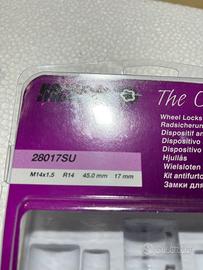 The
Wheel Locks
Radsicherun
Dispositif an
Dispositivo
Dispositivo
Hjullås
Wielsloten
Kit antifurto
Замки для
28017SU
M14x1.5 R14 45.0 mm 17 mm